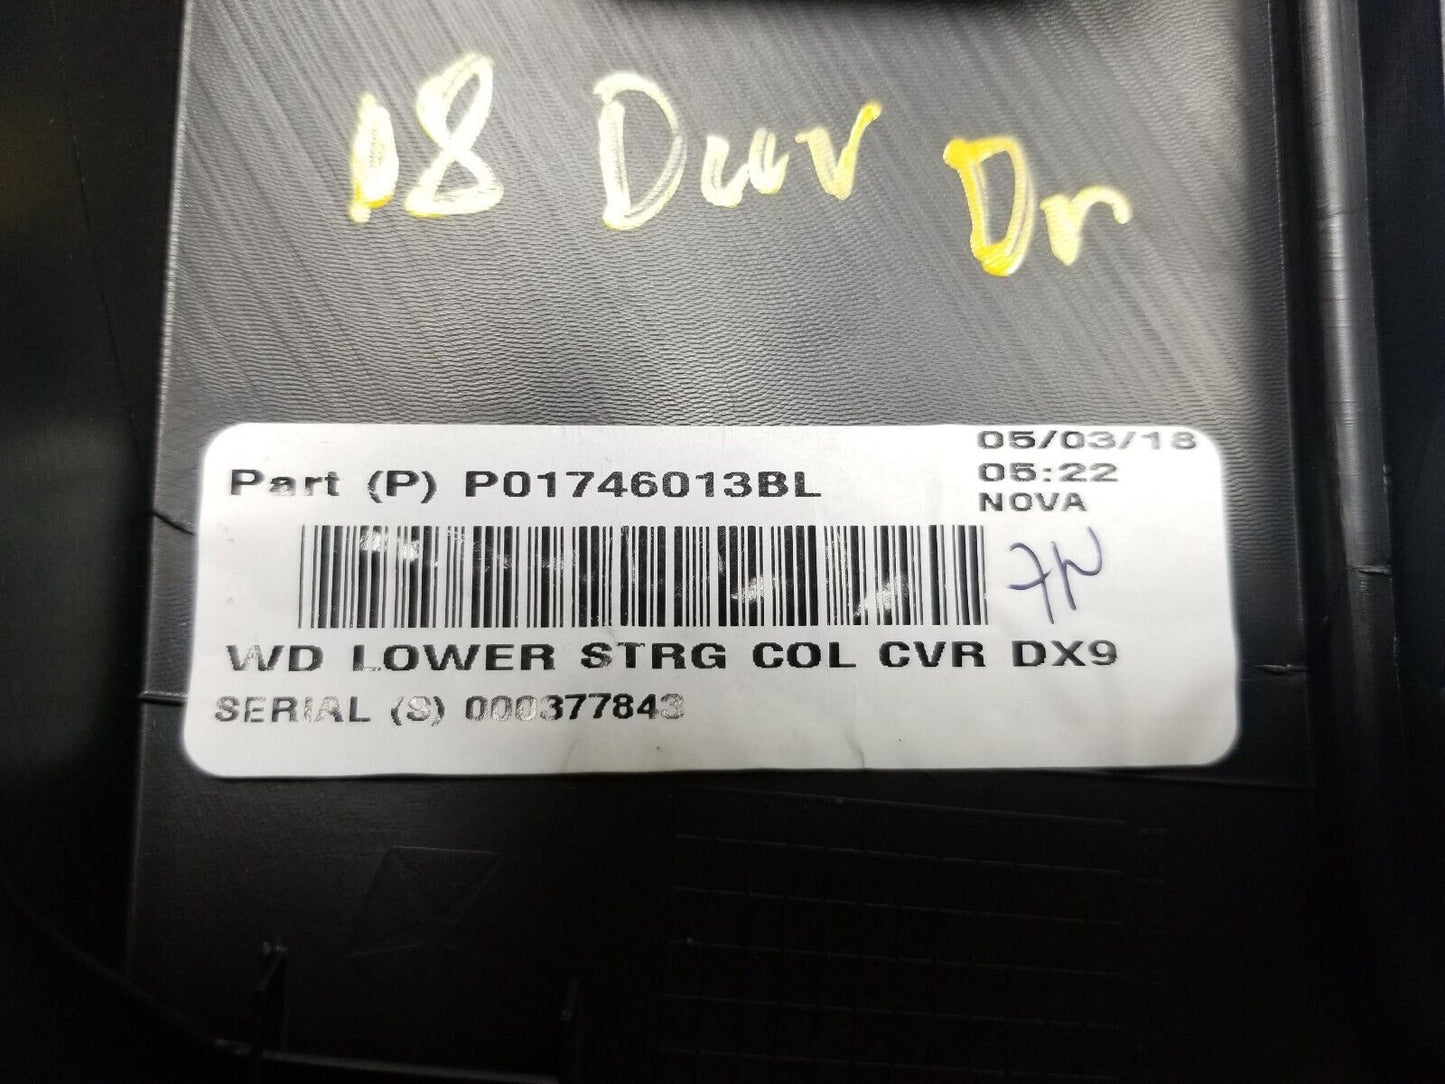 18 Durr Dr
Part (P) P01746013BL
05/03/18
05:22
NOVA
WD LOWER STRG COL CVR DX9
SERIAL (S) 000377843